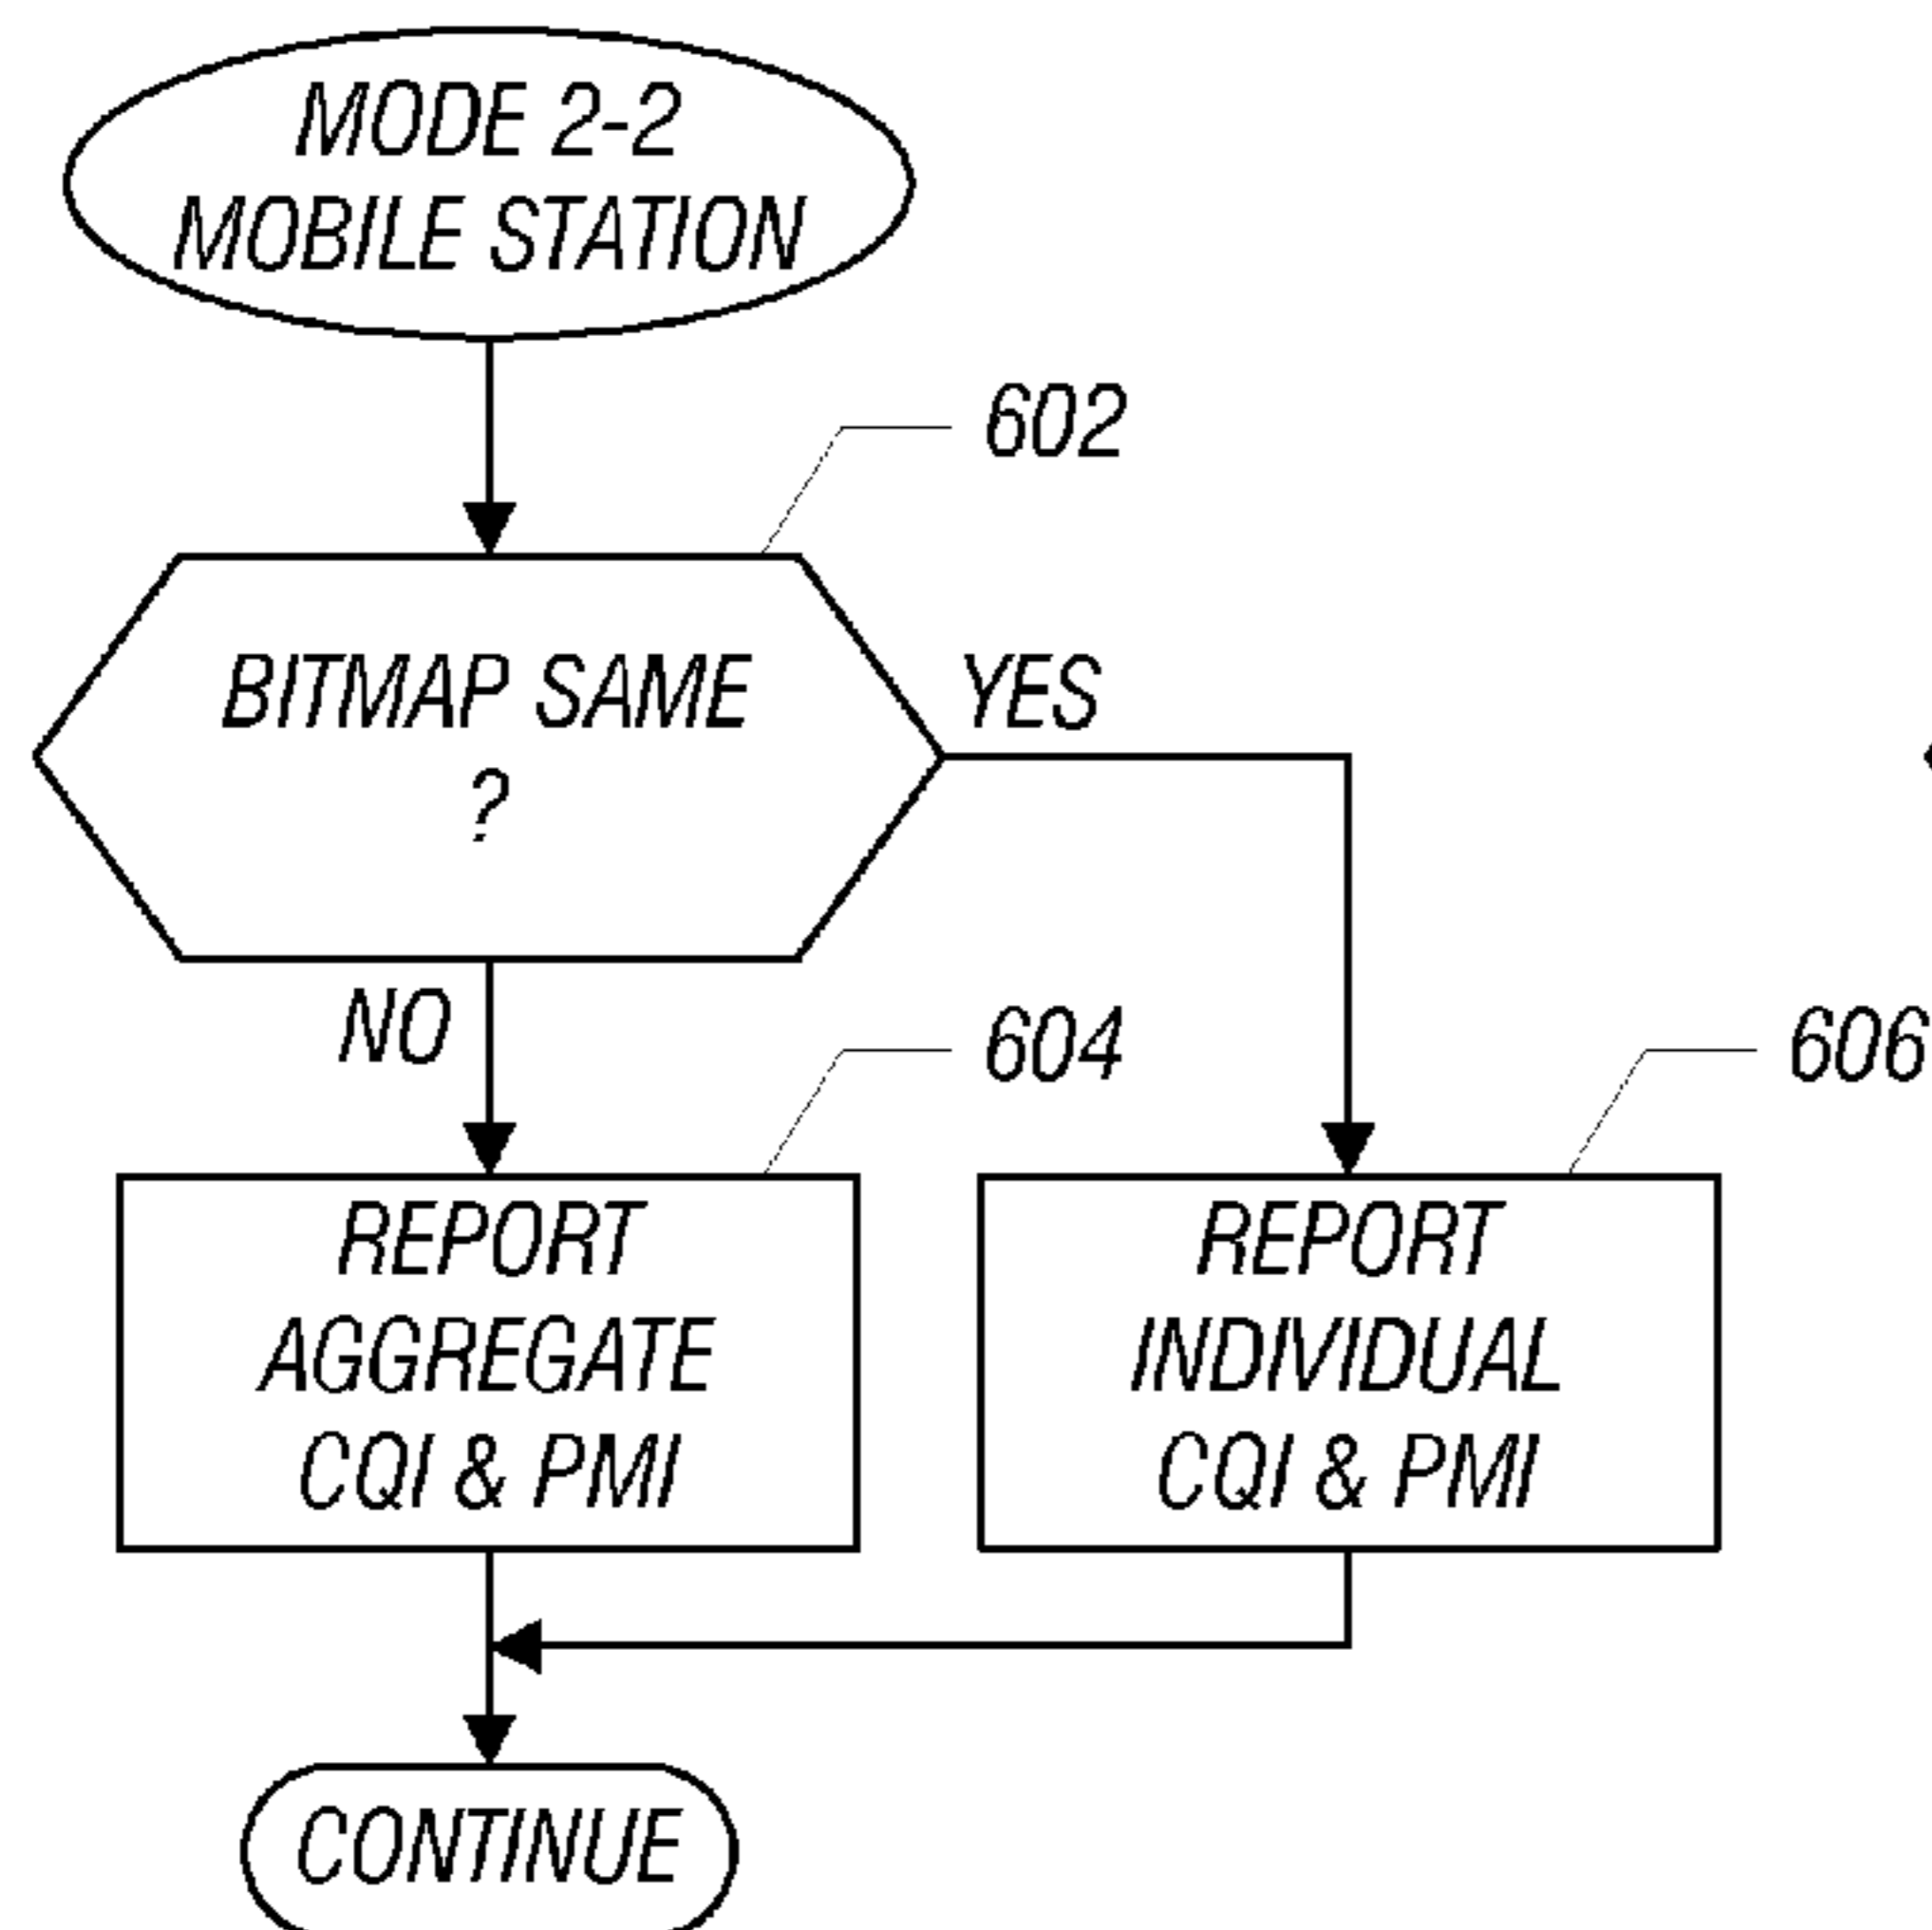 MODE 2-2
MOBILE STATION
602
BITMAP SAME
?
YES
NO
604
606
REPORT
AGGREGATE
CQI & PMI
REPORT
INDIVIDUAL
CQI & PMI
CONTINUE